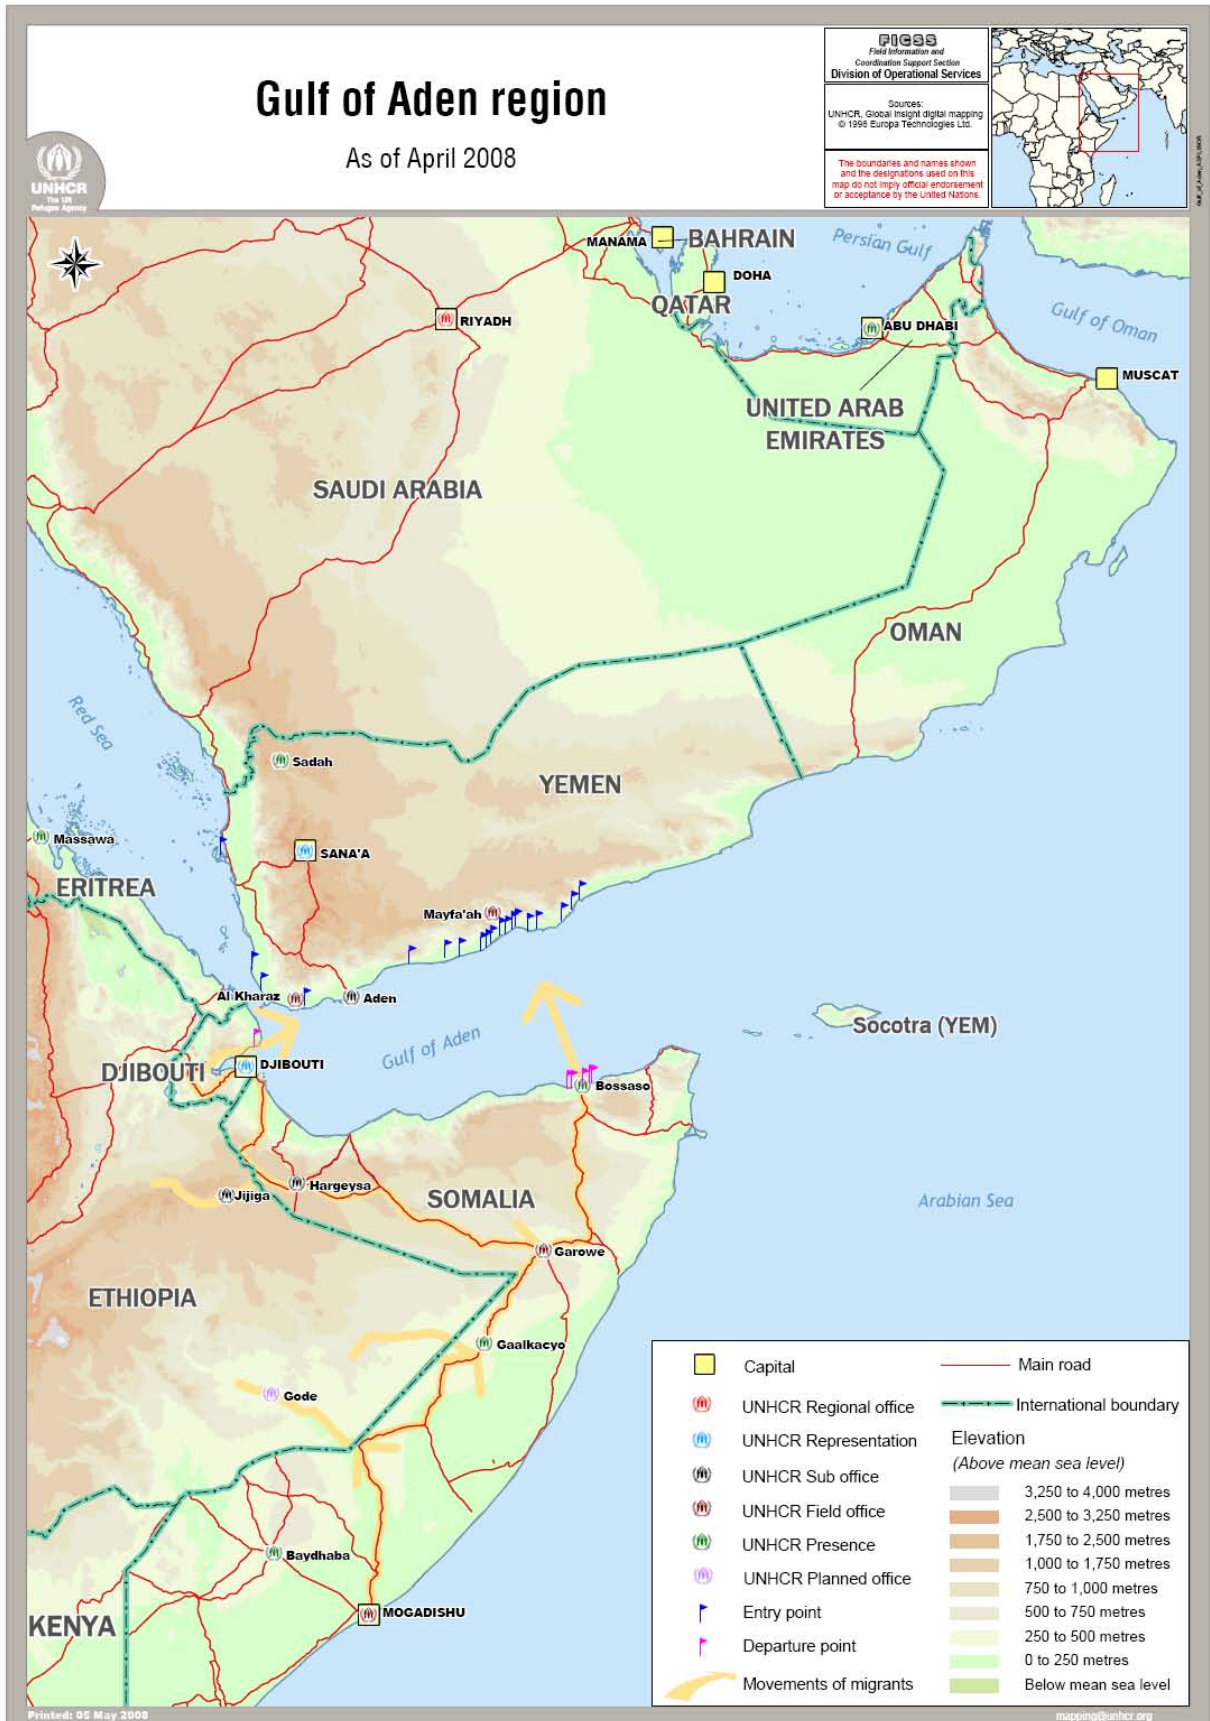 Gulf of Aden region
As of April 2008
UNHCR
The UN
Refugee Agency
FICSS
Field Information and
Coordination Support Section
Division of Operational Services
Sources:
UNHCR, Global Insight digital mapping
© 1998 Europa Technologies Ltd.
The boundaries and names shown
and the designations used on this
map do not imply official endorsement
or acceptance by the United Nations.
MANAMA
BAHRAIN
Persian Gulf
DOHA
QATAR
Gulf of Oman
RIYADH
ABU DHABI
MUSCAT
UNITED ARAB
EMIRATES
SAUDI ARABIA
OMAN
Red Sea
Sadah
YEMEN
Massawa
SANA'A
ERITREA
Mayfa'ah
Al Kharaz
Aden
Socotra (YEM)
Gulf of Aden
DJIBOUTI
DJIBOUTI
Bossaso
Jijiga
Hargeysa
SOMALIA
Arabian Sea
Garowe
ETHIOPIA
Gaalkacyo
Gode
Baydhaba
MOGADISHU
KENYA
Capital
UNHCR Regional office
UNHCR Representation
UNHCR Sub office
UNHCR Field office
UNHCR Presence
UNHCR Planned office
Entry point
Departure point
Movements of migrants
Main road
International boundary
Elevation
(Above mean sea level)
3,250 to 4,000 metres
2,500 to 3,250 metres
1,750 to 2,500 metres
1,000 to 1,750 metres
750 to 1,000 metres
500 to 750 metres
250 to 500 metres
0 to 250 metres
Below mean sea level
Printed: 05 May 2008
mapping@unhcr.org